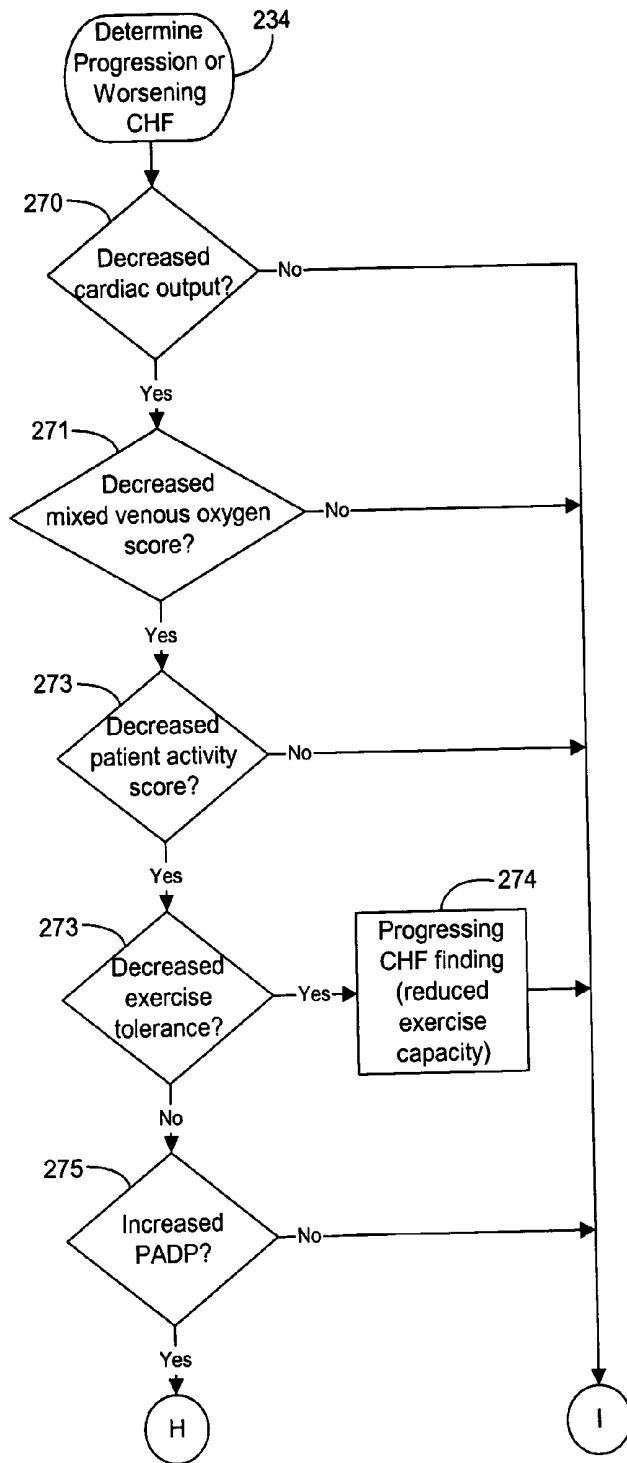 Determine
Progression or
Worsening
CHF
234
270
Decreased
cardiac output?
No
Yes
271
Decreased
mixed venous oxygen
score?
No
Yes
273
Decreased
patient activity
score?
No
Yes
273
Decreased
exercise
tolerance?
Yes
274
Progressing
CHF finding
(reduced
exercise
capacity)
No
275
Increased
PADP?
No
Yes
H
I